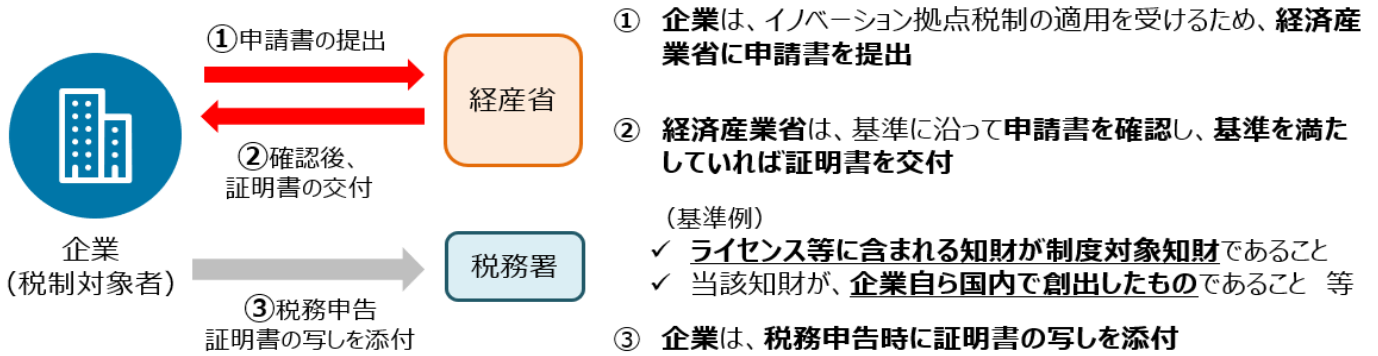 ①申請書の提出
経産省
②確認後、
証明書の交付
企業
(税制対象者)
税務署
③税務申告
証明書の写しを添付
① 企業は、イノベーション拠点税制の適用を受けるため、経済産
業省に申請書を提出
② 経済産業省は、基準に沿って申請書を確認し、基準を満た
していれば証明書を交付
（基準例）
✓ ライセンス等に含まれる知財が制度対象知財であること
✓ 当該知財が、企業自ら国内で創出したものであること 等
③ 企業は、税務申告時に証明書の写しを添付